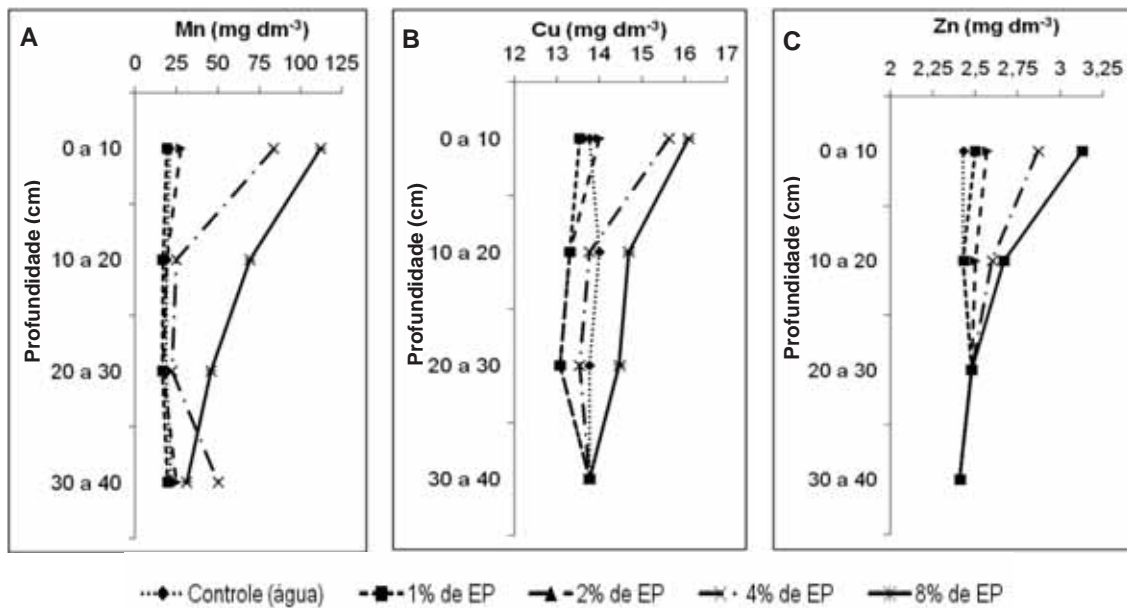 A
Mn (mg dm-³)
0 25 50 75 100 125
Profundidade (cm)
0 a 10
10 a 20
20 a 30
30 a 40
B
Cu (mg dm-³)
12 13 14 15 16 17
Profundidade (cm)
0 a 10
10 a 20
20 a 30
30 a 40
C
Zn (mg dm-³)
2 2,25 2,5 2,75 3 3,25
Profundidade (cm)
0 a 10
10 a 20
20 a 30
30 a 40
Controle (água) 1% de EP 2% de EP 4% de EP 8% de EP